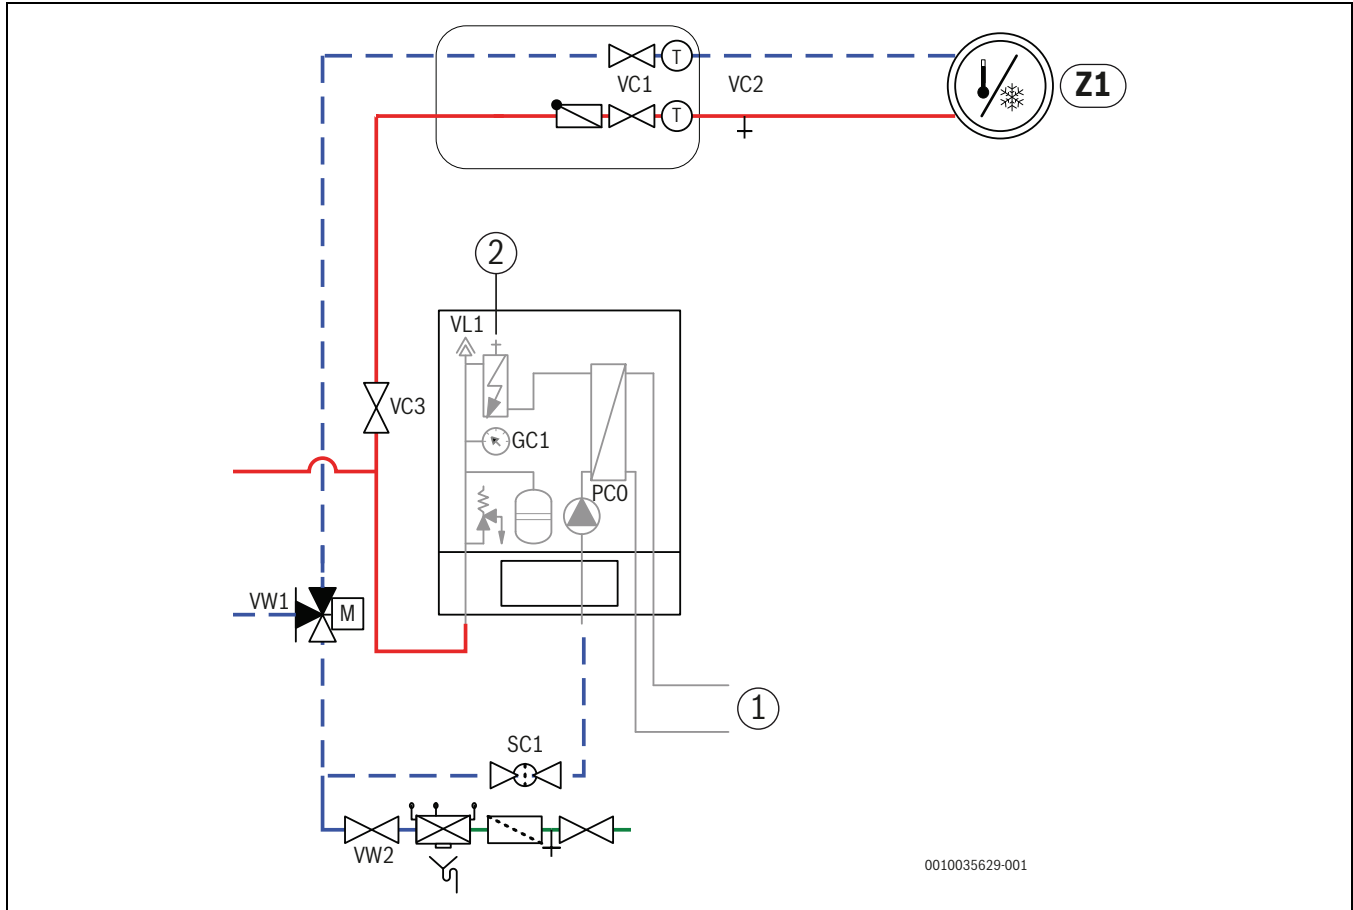 T
VC1
VC2
Z1
T
2
VL1
VC3
GC1
PC0
VW1
M
1
SC1
VW2
0010035629-001